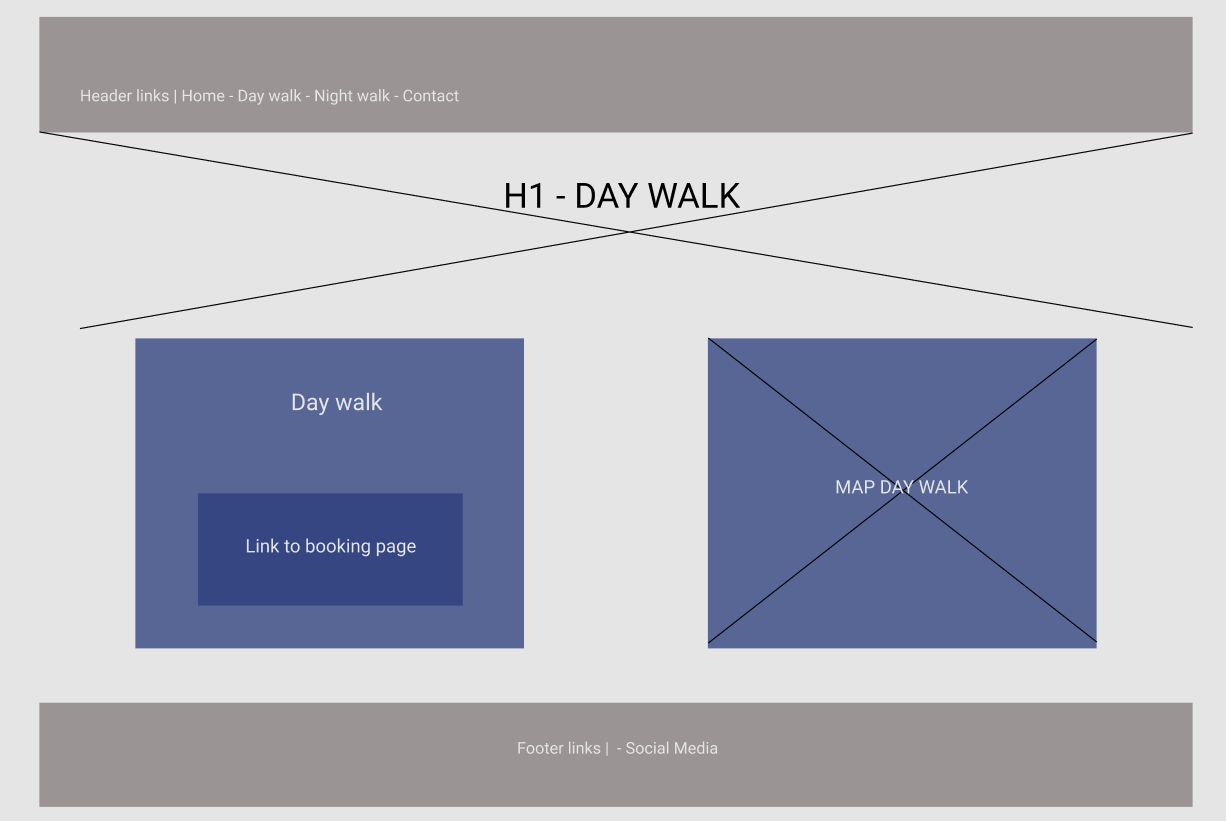 Header links | Home - Day walk - Night walk - Contact
H1 - DAY WALK
Day walk
Link to booking page
MAP DAY WALK
Footer links |  - Social Media